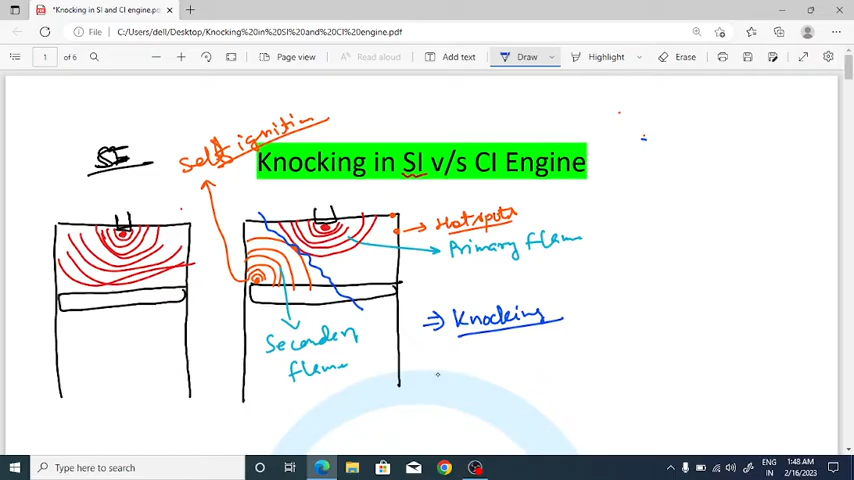 *Knocking in SI and CI engine.p
File
C:/Users/dell/Desktop/Knocking%20in%20SI%20and%20CI%20engine.pdf
1 of 6
Page view
Read aloud
Add text
Draw
Highlight
Erase
SI
Self ignition
Knocking in SI v/s CI Engine
Hotspots
Primary flame
⇒ Knocking
Secondary
flame
Type here to search
ENG
IN
1:48 AM
2/16/2023